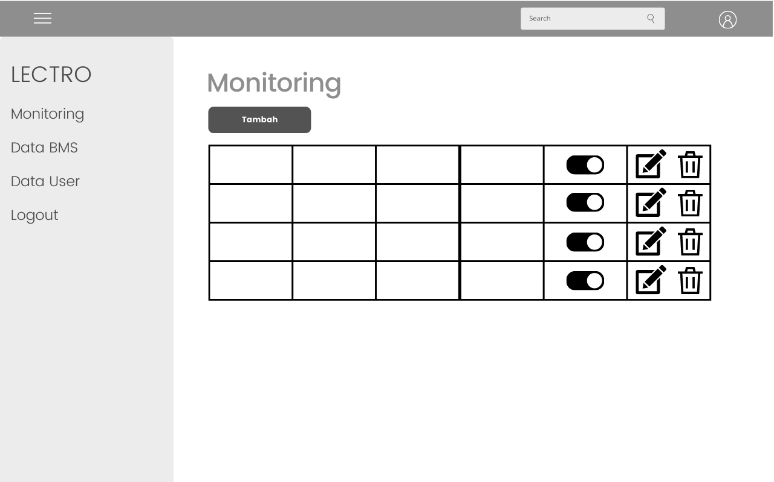 Search
LECTRO
Monitoring
Data BMS
Data User
Logout
Monitoring
Tambah